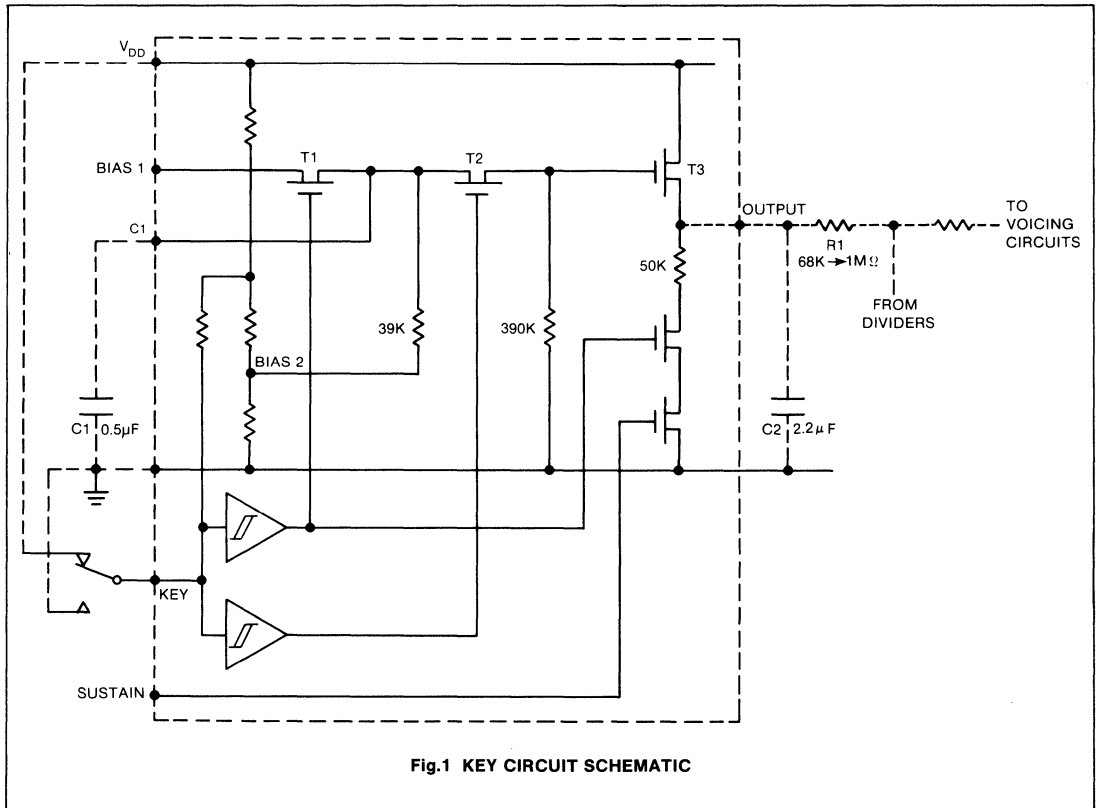 V_DD
BIAS 1
T1
T2
T3
C1
OUTPUT
TO
VOICING
CIRCUITS
R1
68K→1MΩ
50K
FROM
DIVIDERS
39K
390K
BIAS 2
C1 0.5µF
C2 2.2µF
KEY
SUSTAIN
Fig.1 KEY CIRCUIT SCHEMATIC